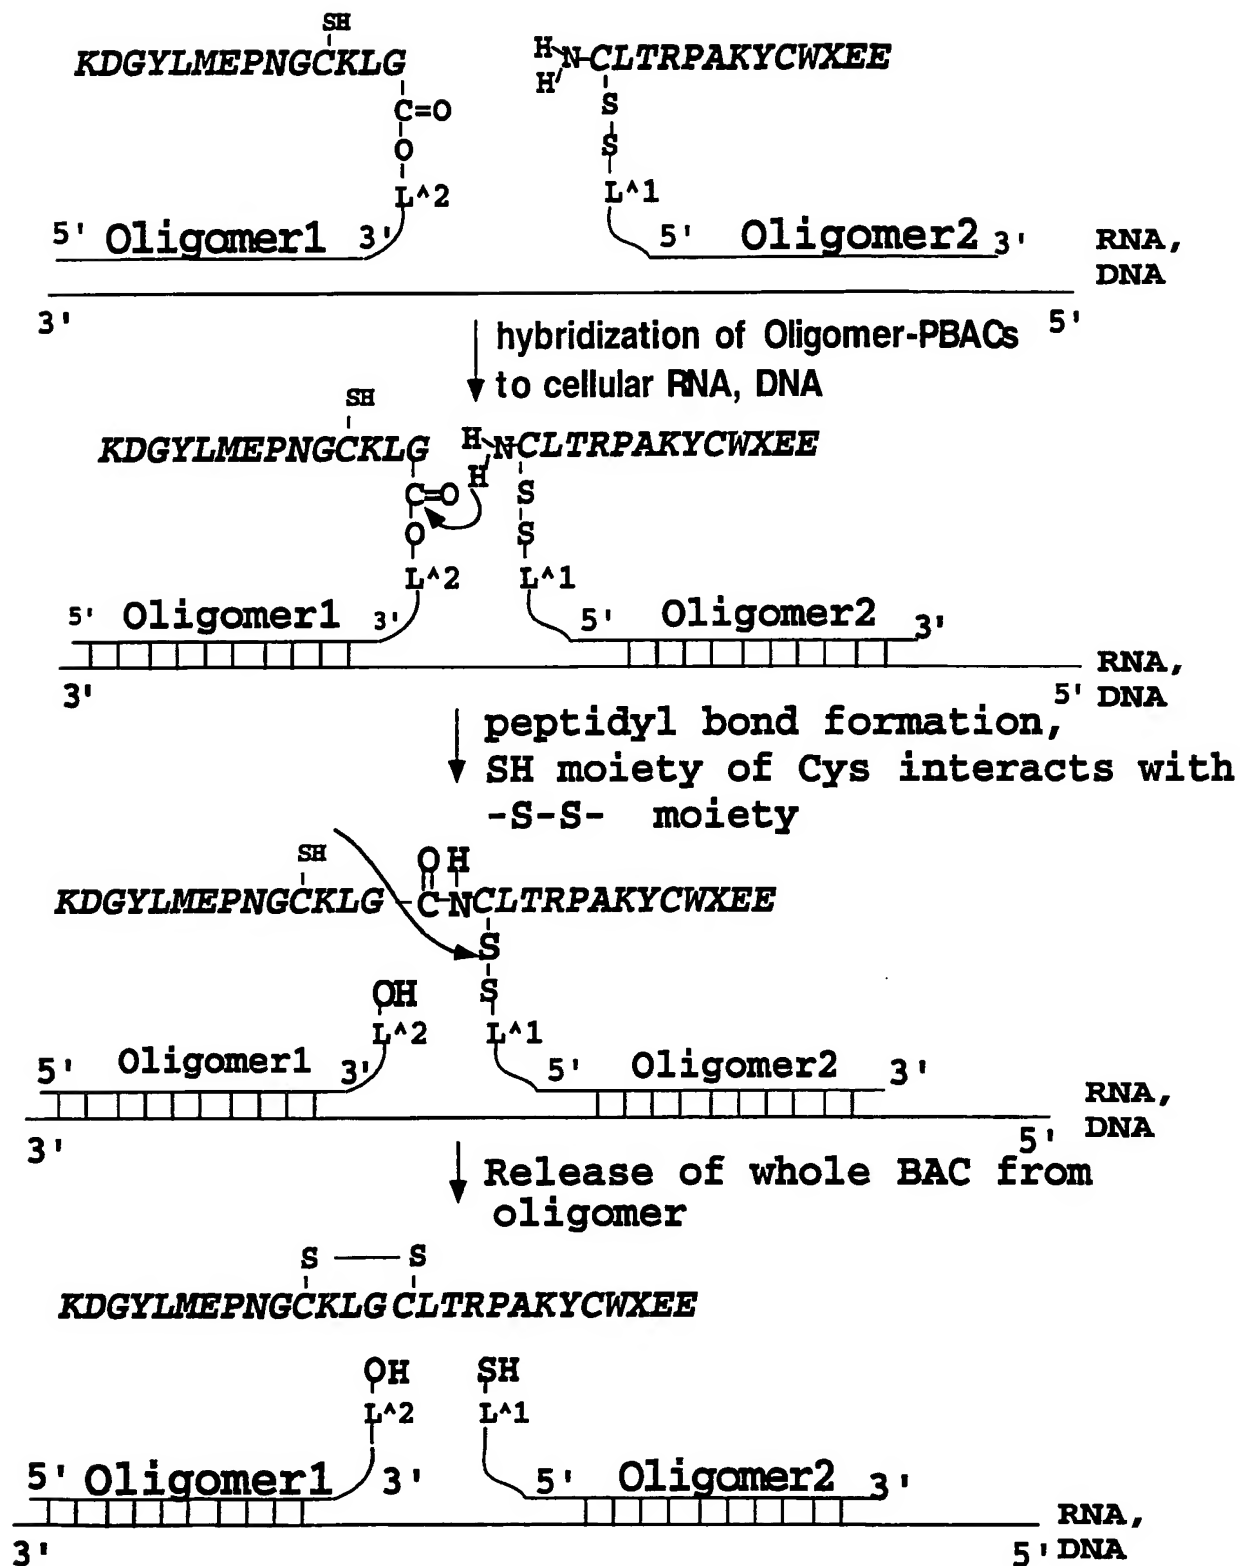 SH
KDGYLMEPNGCKLG
H N-CLTRPAKYCWXEE
H
C=O
S
O
S
L^2
L^1
5' Oligomer1 3'
5' Oligomer2 3'
RNA,
DNA
3'
5'
hybridization of Oligomer-PBACs
to cellular RNA, DNA
SH
KDGYLMEPNGCKLG
H N-CLTRPAKYCWXEE
H
C=O
S
O
S
L^2
L^1
5' Oligomer1 3'
5' Oligomer2 3'
RNA,
DNA
3'
5'
peptidyl bond formation,
SH moiety of Cys interacts with
-S-S- moiety
SH
O H
KDGYLMEPNGCKLG -C-NCLTRPAKYCWXEE
S
OH
S
L^2
L^1
5' Oligomer1 3'
5' Oligomer2 3'
RNA,
DNA
3'
5'
Release of whole BAC from
oligomer
S — S
KDGYLMEPNGCKLGCLTRPAKYCWXEE
OH
SH
L^2
L^1
5' Oligomer1 3'
5' Oligomer2 3'
RNA,
DNA
3'
5'